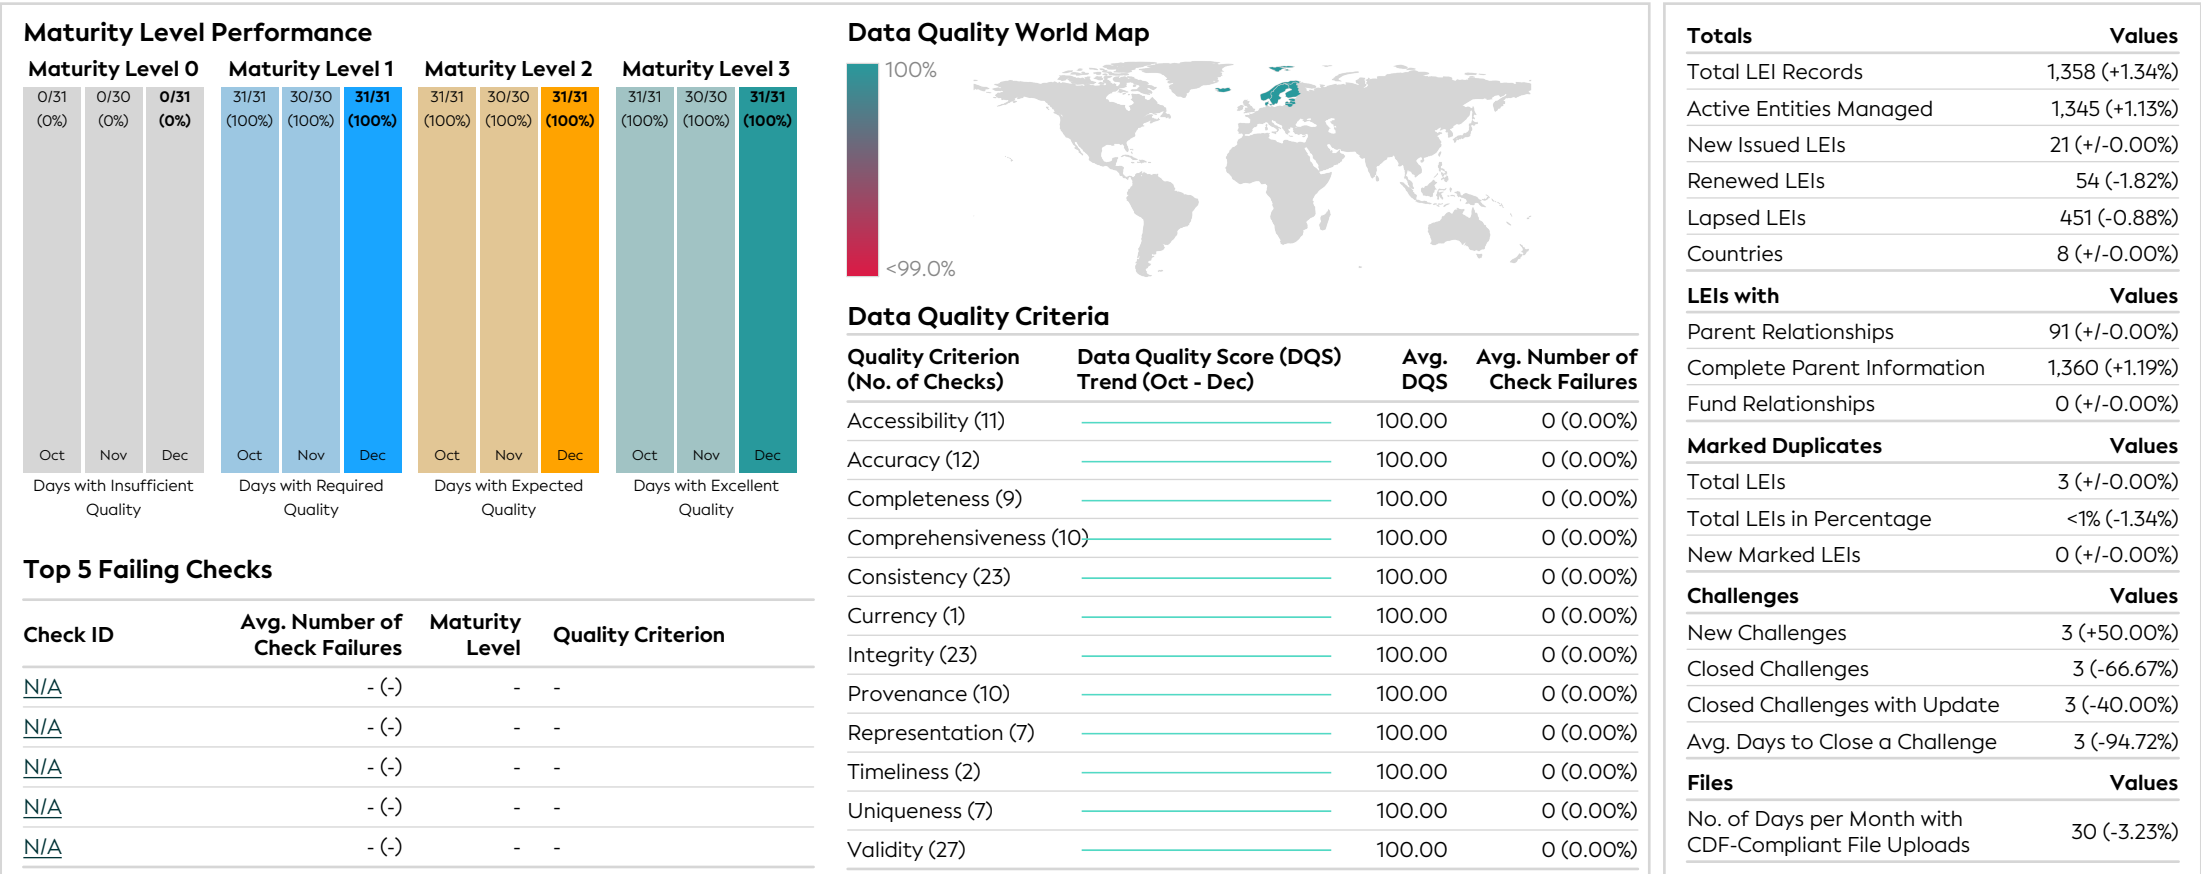 Maturity Level Performance
Maturity Level 0
0/31 0/30 0/31
(0%) (0%) (0%)
Oct Nov Dec
Days with Insufficient
Quality
Maturity Level 1
31/31 30/30 31/31
(100%) (100%) (100%)
Oct Nov Dec
Days with Required
Quality
Maturity Level 2
31/31 30/30 31/31
(100%) (100%) (100%)
Oct Nov Dec
Days with Expected
Quality
Maturity Level 3
31/31 30/30 31/31
(100%) (100%) (100%)
Oct Nov Dec
Days with Excellent
Quality
Top 5 Failing Checks
Check ID Avg. Number of Check Failures Maturity Level Quality Criterion
N/A - (-) - -
N/A - (-) - -
N/A - (-) - -
N/A - (-) - -
N/A - (-) - -
Data Quality World Map
100%
<99.0%
Data Quality Criteria
Quality Criterion (No. of Checks) Data Quality Score (DQS) Trend (Oct - Dec) Avg. DQS Avg. Number of Check Failures
Accessibility (11) 100.00 0 (0.00%)
Accuracy (12) 100.00 0 (0.00%)
Completeness (9) 100.00 0 (0.00%)
Comprehensiveness (10) 100.00 0 (0.00%)
Consistency (23) 100.00 0 (0.00%)
Currency (1) 100.00 0 (0.00%)
Integrity (23) 100.00 0 (0.00%)
Provenance (10) 100.00 0 (0.00%)
Representation (7) 100.00 0 (0.00%)
Timeliness (2) 100.00 0 (0.00%)
Uniqueness (7) 100.00 0 (0.00%)
Validity (27) 100.00 0 (0.00%)
Totals Values
Total LEI Records 1,358 (+1.34%)
Active Entities Managed 1,345 (+1.13%)
New Issued LEIs 21 (+/-0.00%)
Renewed LEIs 54 (-1.82%)
Lapsed LEIs 451 (-0.88%)
Countries 8 (+/-0.00%)
LEIs with Values
Parent Relationships 91 (+/-0.00%)
Complete Parent Information 1,360 (+1.19%)
Fund Relationships 0 (+/-0.00%)
Marked Duplicates Values
Total LEIs 3 (+/-0.00%)
Total LEIs in Percentage <1% (-1.34%)
New Marked LEIs 0 (+/-0.00%)
Challenges Values
New Challenges 3 (+50.00%)
Closed Challenges 3 (-66.67%)
Closed Challenges with Update 3 (-40.00%)
Avg. Days to Close a Challenge 3 (-94.72%)
Files Values
No. of Days per Month with
CDF-Compliant File Uploads 30 (-3.23%)